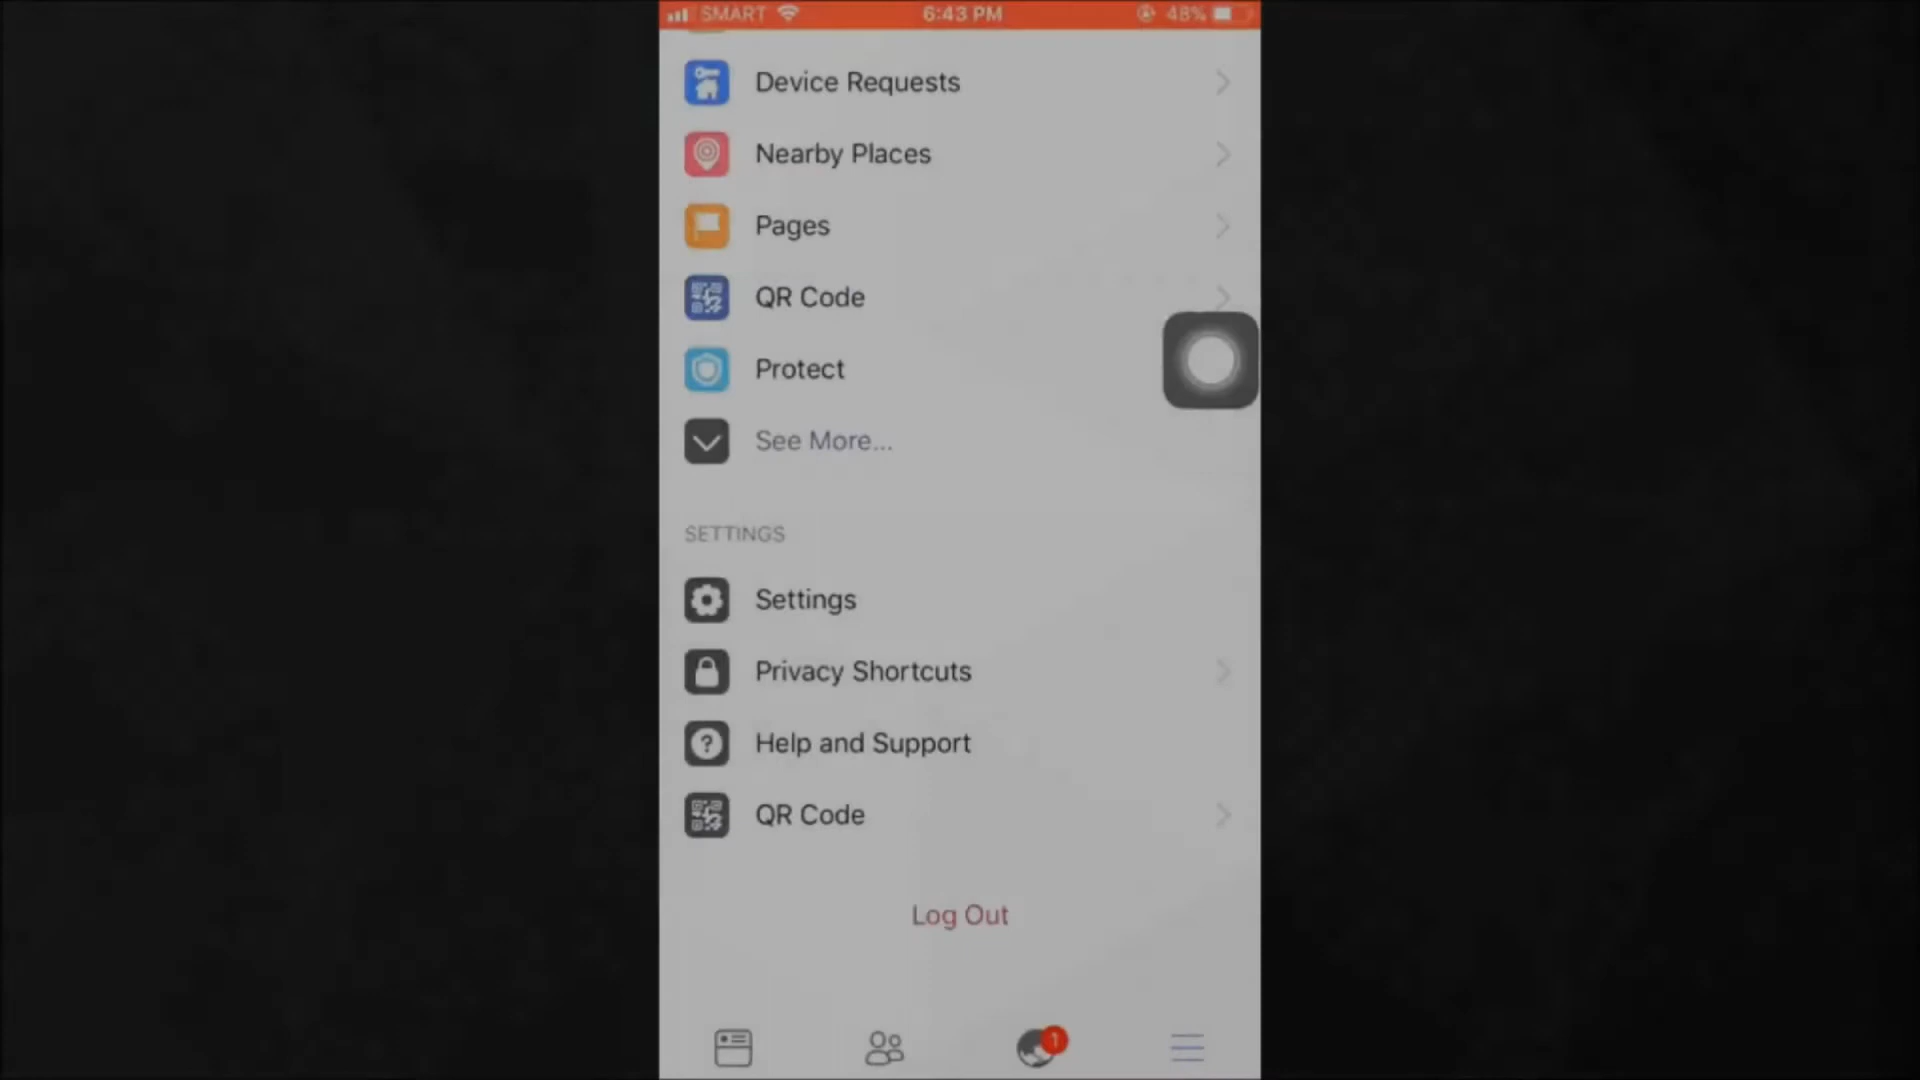 SMART 6:43 PM 48%
Device Requests
Nearby Places
Pages
QR Code
Protect
See More...
SETTINGS
Settings
Privacy Shortcuts
Help and Support
QR Code
Log Out
1